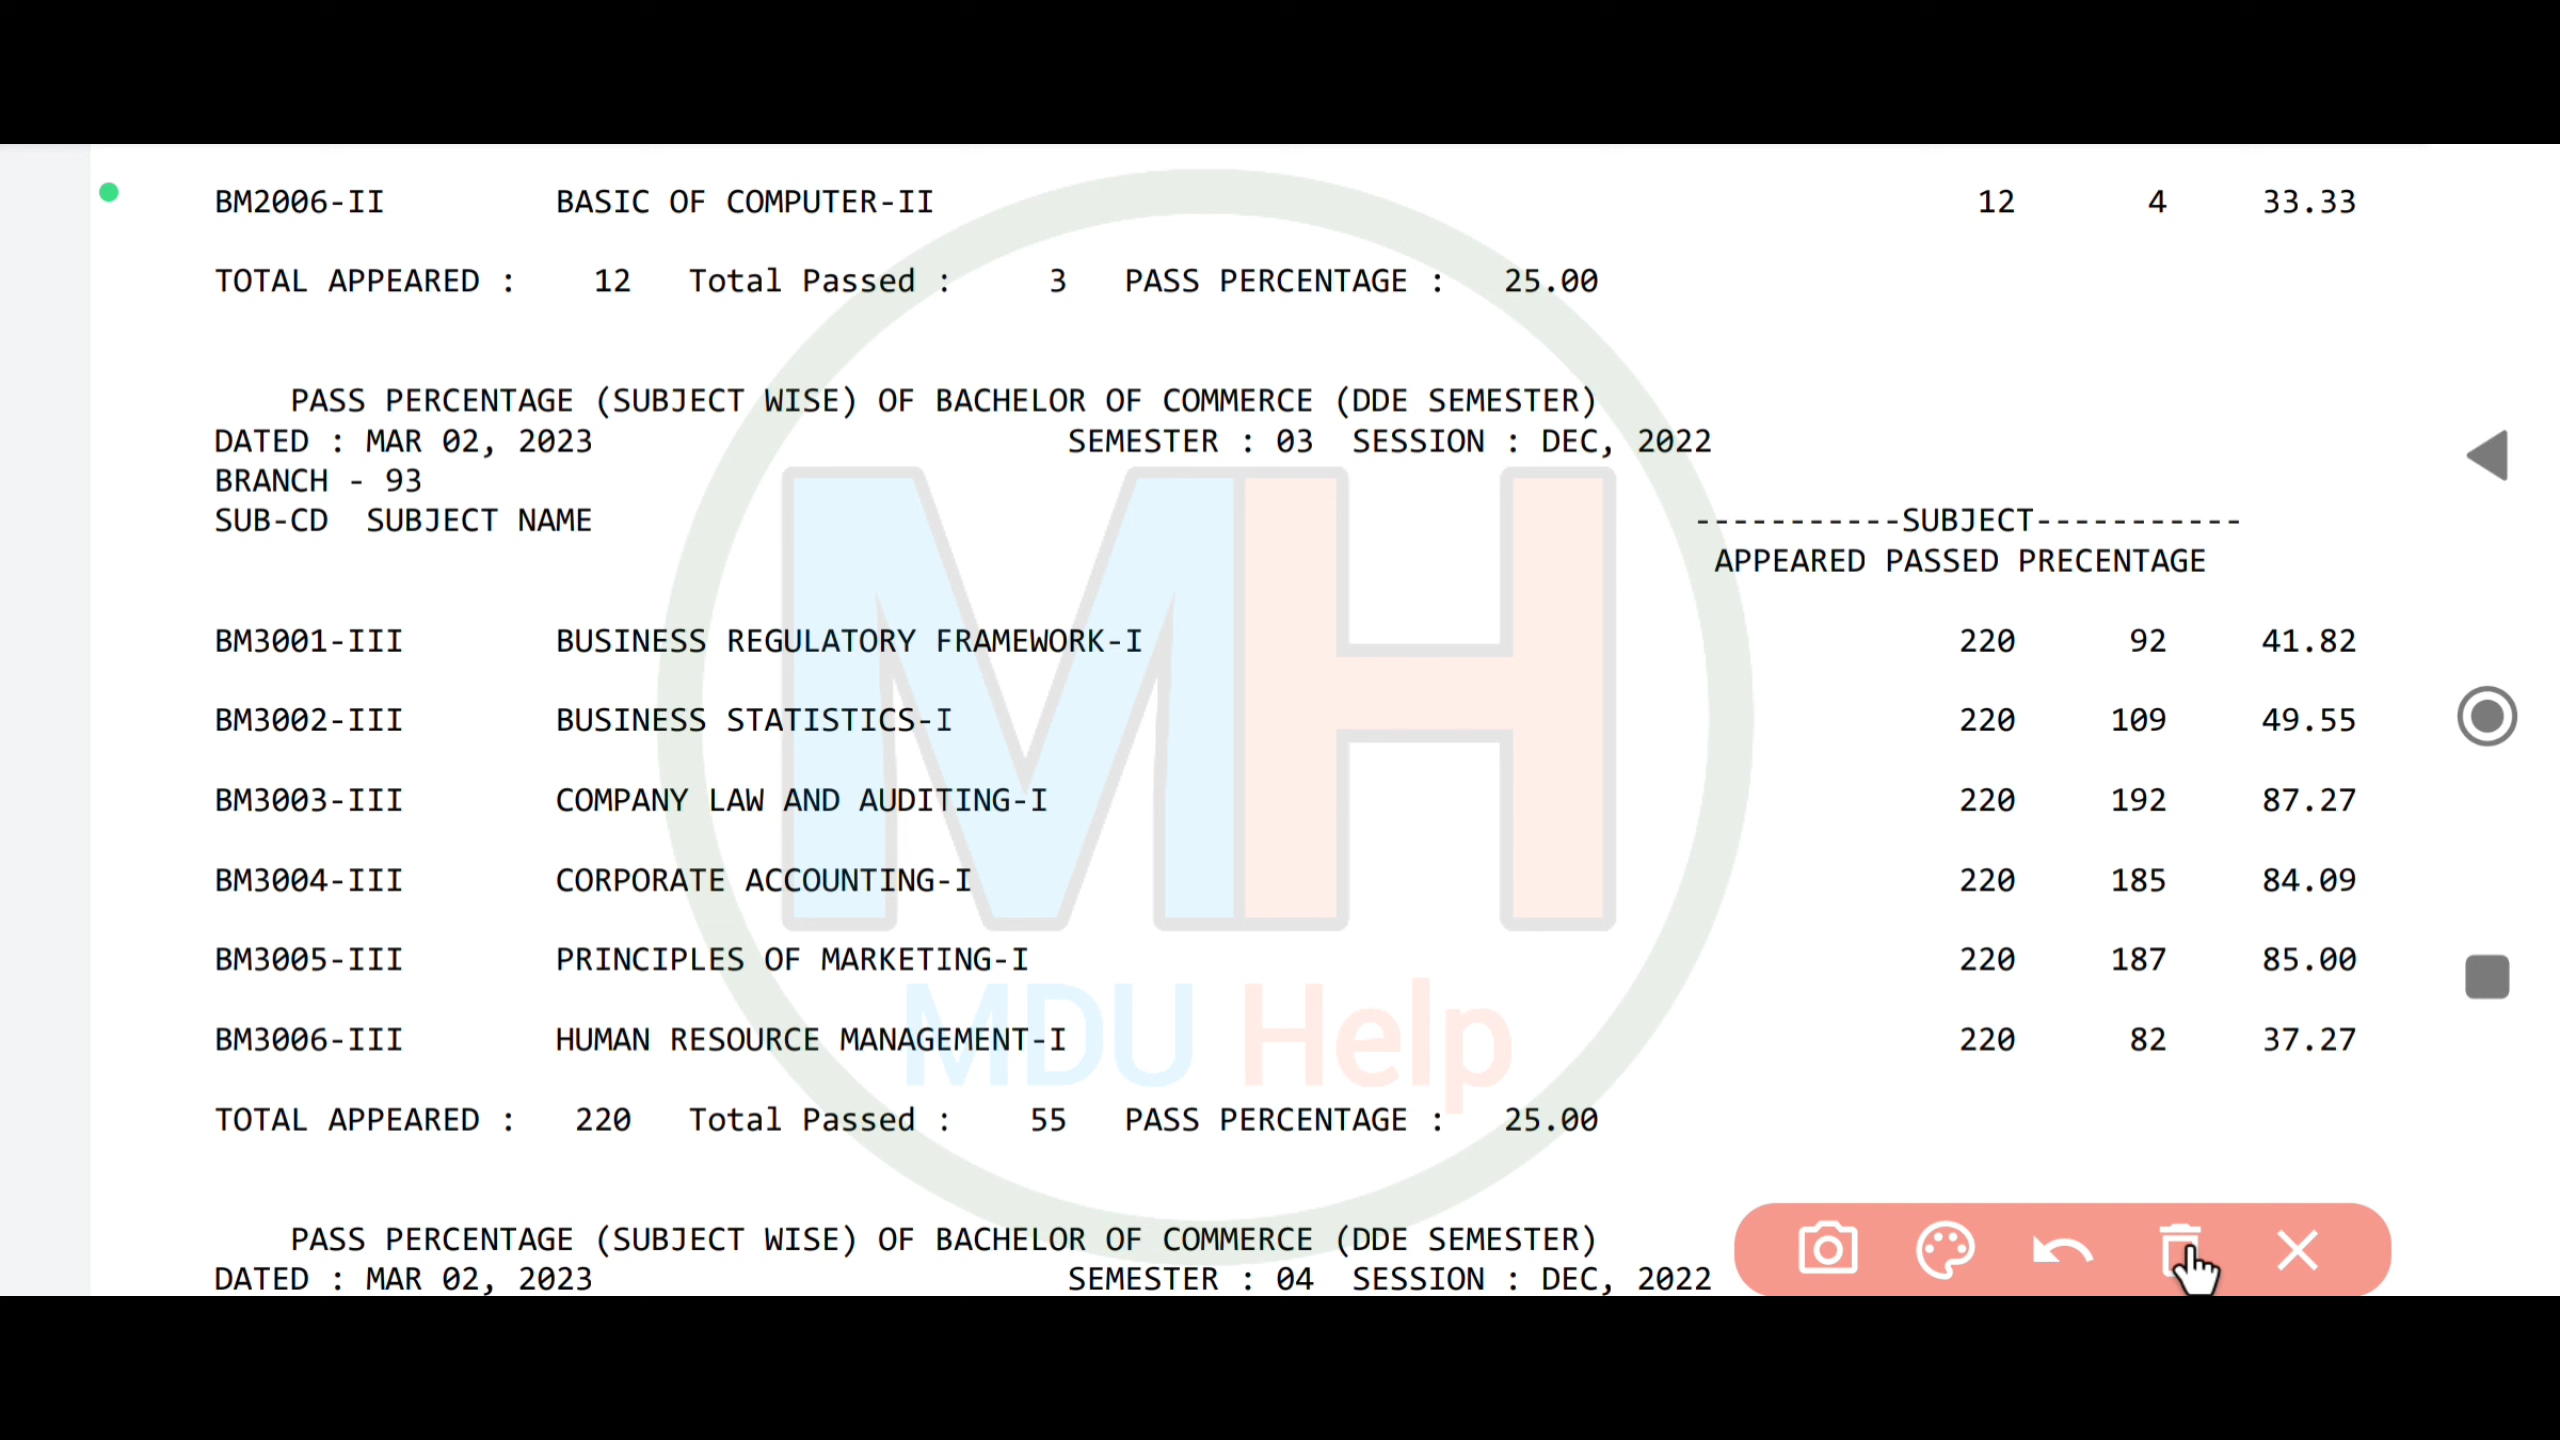 BM2006-II BASIC OF COMPUTER-II 12 4 33.33
TOTAL APPEARED : 12 Total Passed : 3 PASS PERCENTAGE : 25.00
PASS PERCENTAGE (SUBJECT WISE) OF BACHELOR OF COMMERCE (DDE SEMESTER)
DATED : MAR 02, 2023 SEMESTER : 03 SESSION : DEC, 2022
BRANCH - 93
SUB-CD SUBJECT NAME -----------SUBJECT-----------
APPEARED PASSED PRECENTAGE
BM3001-III BUSINESS REGULATORY FRAMEWORK-I 220 92 41.82
BM3002-III BUSINESS STATISTICS-I 220 109 49.55
BM3003-III COMPANY LAW AND AUDITING-I 220 192 87.27
BM3004-III CORPORATE ACCOUNTING-I 220 185 84.09
BM3005-III PRINCIPLES OF MARKETING-I 220 187 85.00
BM3006-III HUMAN RESOURCE MANAGEMENT-I 220 82 37.27
TOTAL APPEARED : 220 Total Passed : 55 PASS PERCENTAGE : 25.00
PASS PERCENTAGE (SUBJECT WISE) OF BACHELOR OF COMMERCE (DDE SEMESTER)
DATED : MAR 02, 2023 SEMESTER : 04 SESSION : DEC, 2022
MH
MDU Help